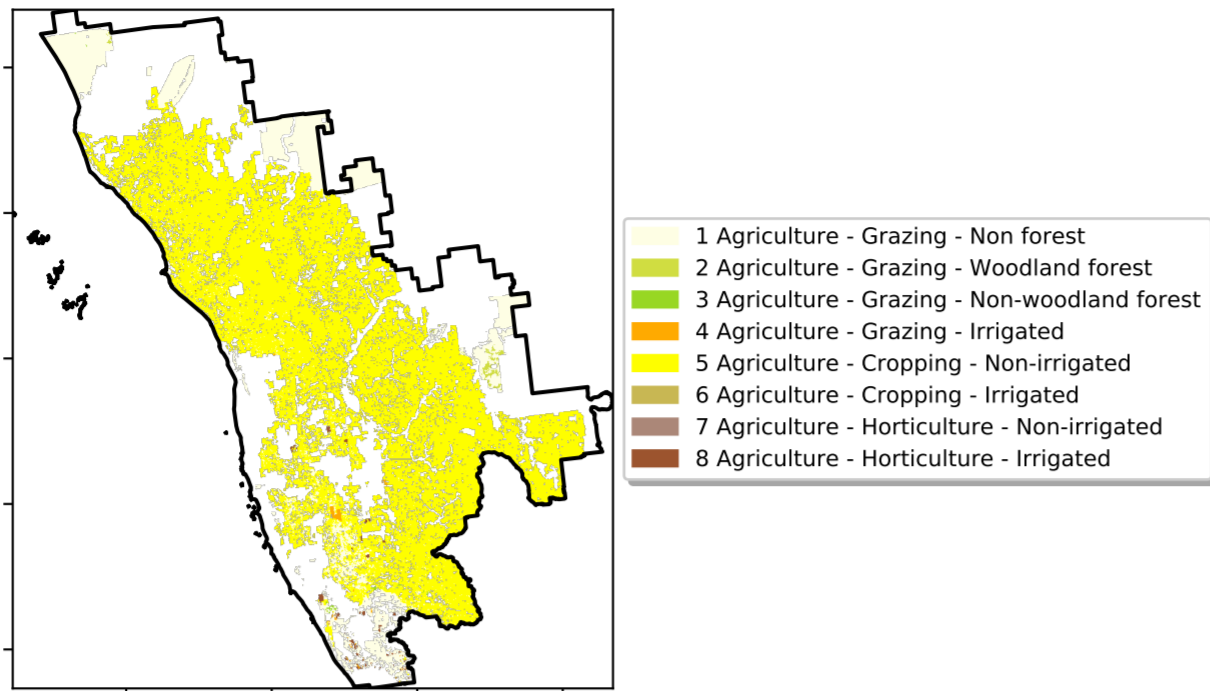 1 Agriculture - Grazing - Non forest
2 Agriculture - Grazing - Woodland forest
3 Agriculture - Grazing - Non-woodland forest
4 Agriculture - Grazing - Irrigated
5 Agriculture - Cropping - Non-irrigated
6 Agriculture - Cropping - Irrigated
7 Agriculture - Horticulture - Non-irrigated
8 Agriculture - Horticulture - Irrigated